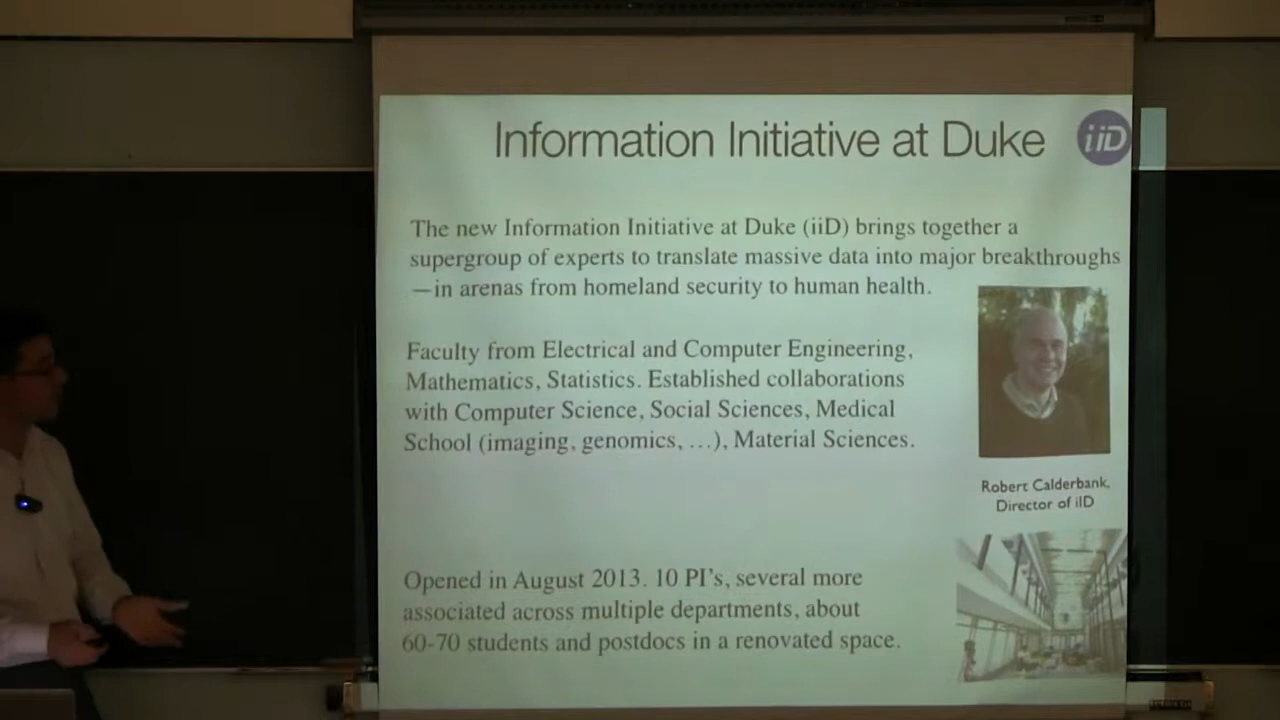 Information Initiative at Duke
iiD
The new Information Initiative at Duke (iiD) brings together a
supergroup of experts to translate massive data into major breakthroughs
—in arenas from homeland security to human health.
Faculty from Electrical and Computer Engineering,
Mathematics, Statistics. Established collaborations
with Computer Science, Social Sciences, Medical
School (imaging, genomics, …), Material Sciences.
Robert Calderbank,
Director of iID
Opened in August 2013. 10 PI's, several more
associated across multiple departments, about
60-70 students and postdocs in a renovated space.